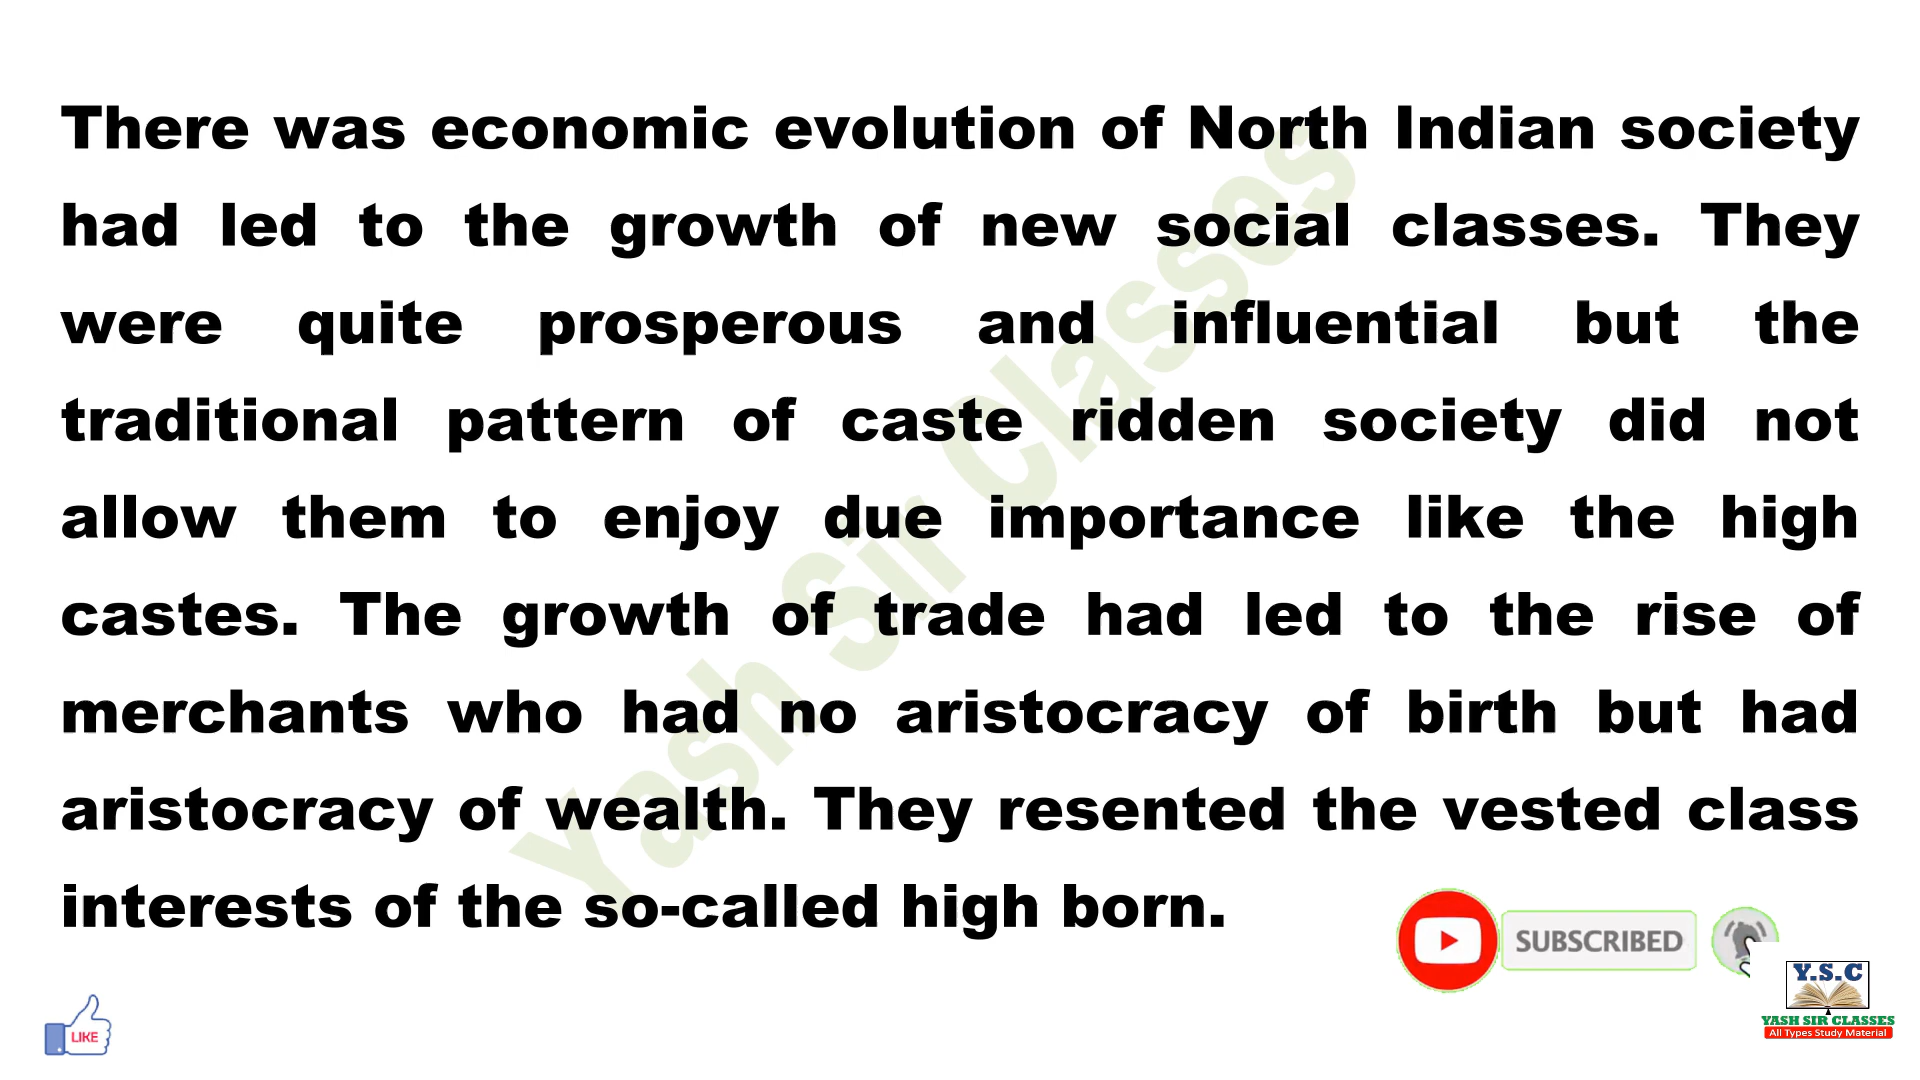 There was economic evolution of North Indian society
had led to the growth of new social classes. They
were quite prosperous and influential but the
traditional pattern of caste ridden society did not
allow them to enjoy due importance like the high
castes. The growth of trade had led to the rise of
merchants who had no aristocracy of birth but had
aristocracy of wealth. They resented the vested class
interests of the so-called high born.
Yash Sir Classes
SUBSCRIBED
LIKE
Y.S.C
YASH SIR CLASSES
All Types Study Material